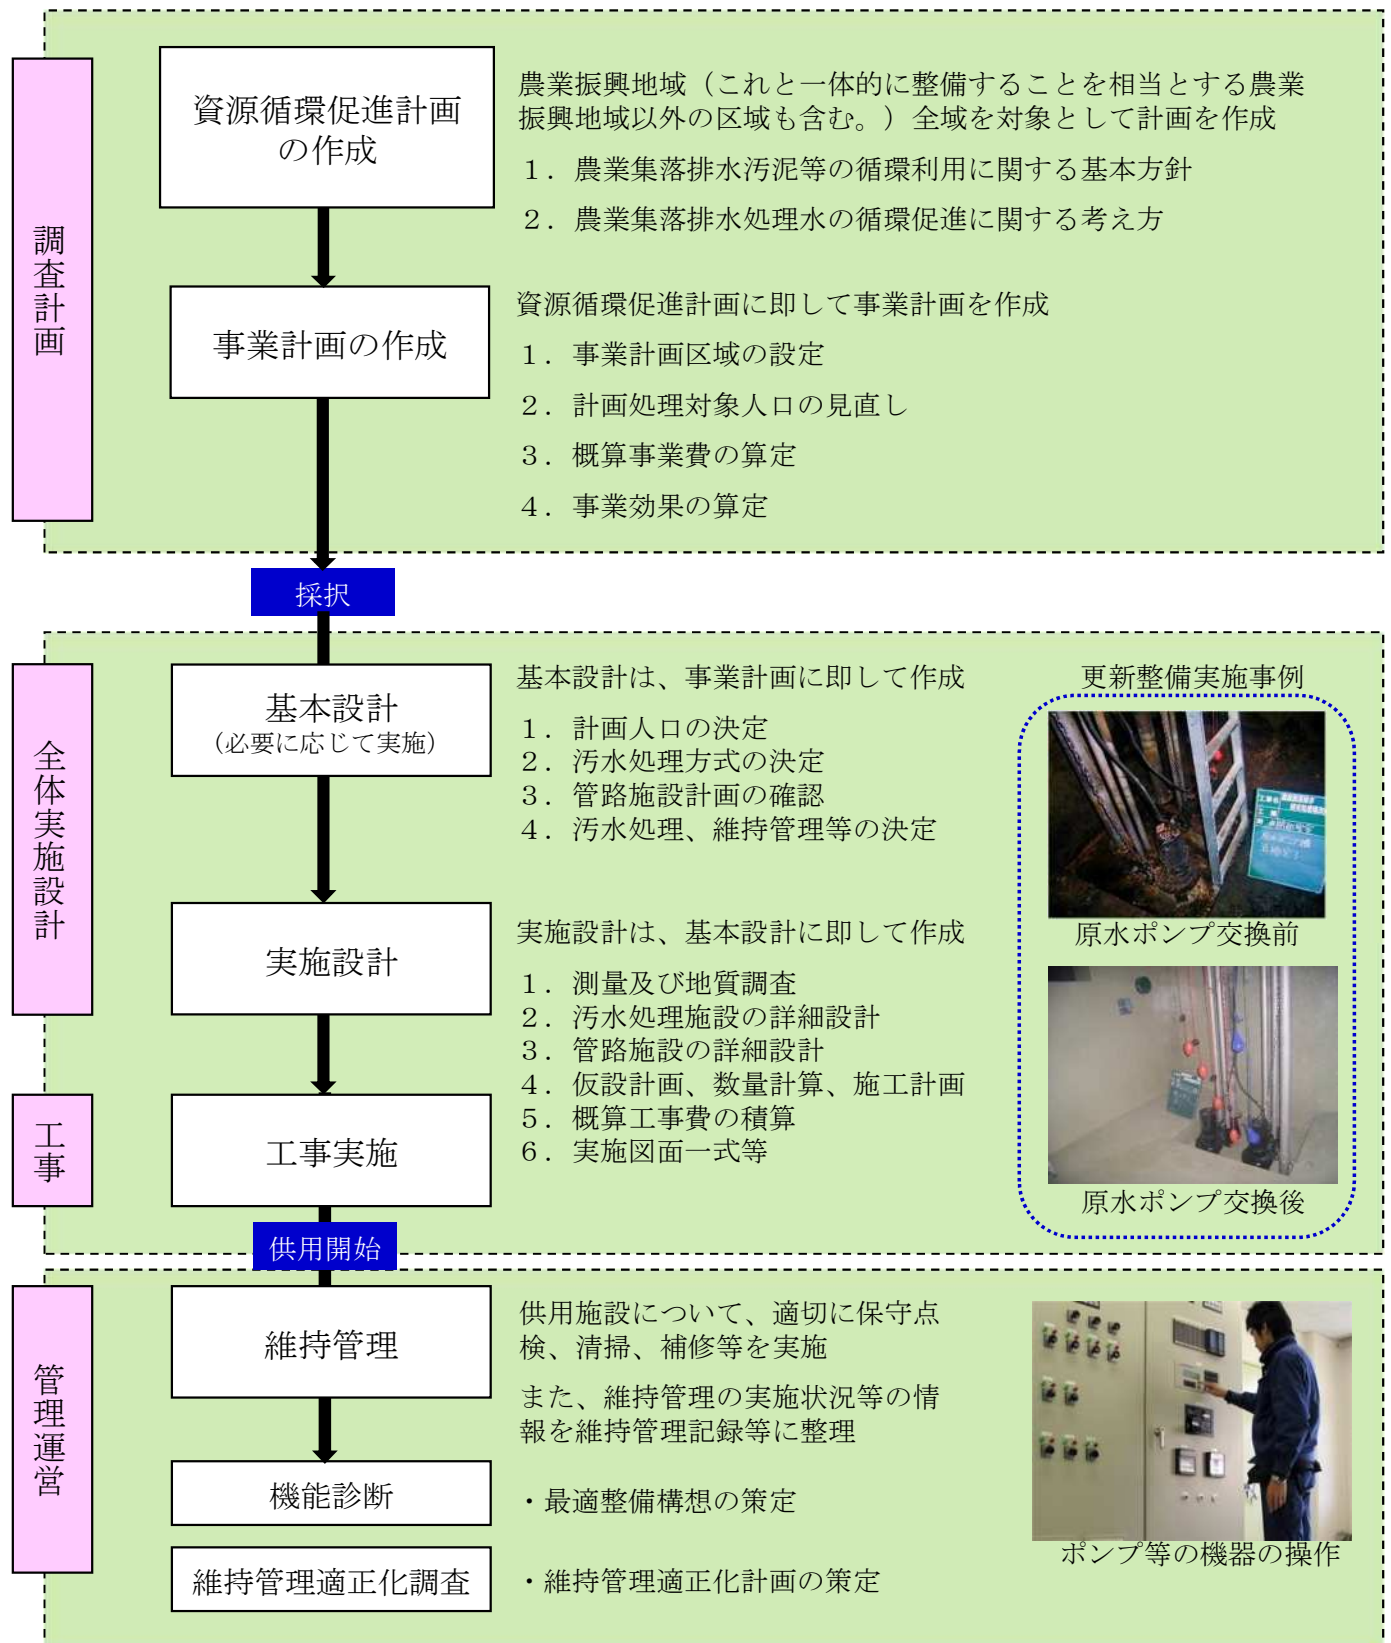 調査計画
資源循環促進計画
の作成
農業振興地域（これと一体的に整備することを相当とする農業
振興地域以外の区域も含む。）全域を対象として計画を作成
１．農業集落排水汚泥等の循環利用に関する基本方針
２．農業集落排水処理水の循環促進に関する考え方
事業計画の作成
資源循環促進計画に即して事業計画を作成
１．事業計画区域の設定
２．計画処理対象人口の見直し
３．概算事業費の算定
４．事業効果の算定
採択
全体実施設計
基本設計
（必要に応じて実施）
基本設計は、事業計画に即して作成
１．計画人口の決定
２．汚水処理方式の決定
３．管路施設計画の確認
４．汚水処理、維持管理等の決定
更新整備実施事例
原水ポンプ交換前
実施設計
実施設計は、基本設計に即して作成
１．測量及び地質調査
２．汚水処理施設の詳細設計
３．管路施設の詳細設計
４．仮設計画、数量計算、施工計画
５．概算工事費の積算
６．実施図面一式等
原水ポンプ交換後
工事
工事実施
供用開始
管理運営
維持管理
供用施設について、適切に保守点
検、清掃、補修等を実施
また、維持管理の実施状況等の情
報を維持管理記録等に整理
機能診断
・最適整備構想の策定
ポンプ等の機器の操作
維持管理適正化調査
・維持管理適正化計画の策定